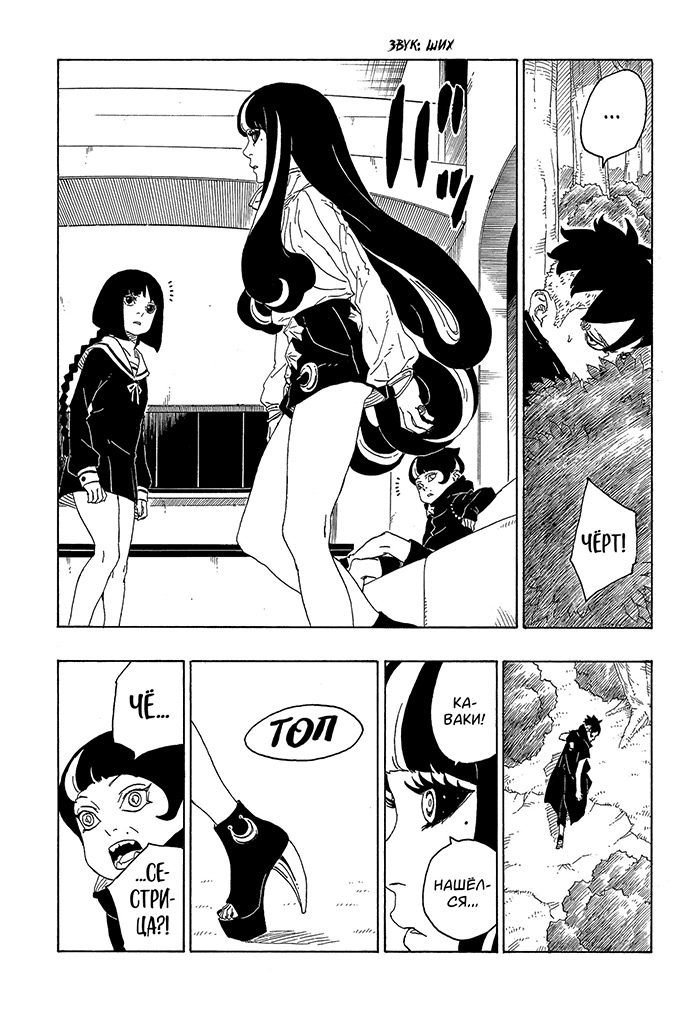 ...
ЧЁРТ!
ЗВУК: ШИХ
КА-
ВАКИ!
НАШЁЛ-
СЯ...
ТОП
ЧЁ...
...СЕ-
СТРИ-
ЦА?!